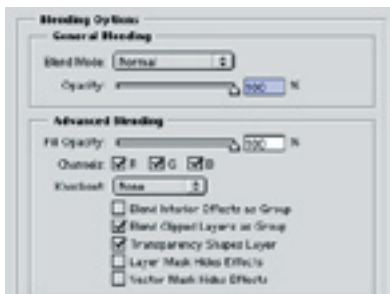 Blending Options
General Blending
Blend Mode: Normal
Opacity: 100 %
Advanced Blending
Fill Opacity: 100 %
Channels: R G B
Knockout: None
Blend Interior Effects as Group
Blend Clipped Layers as Group
Transparency Shapes Layer
Layer Mask Hides Effects
Vector Mask Hides Effects